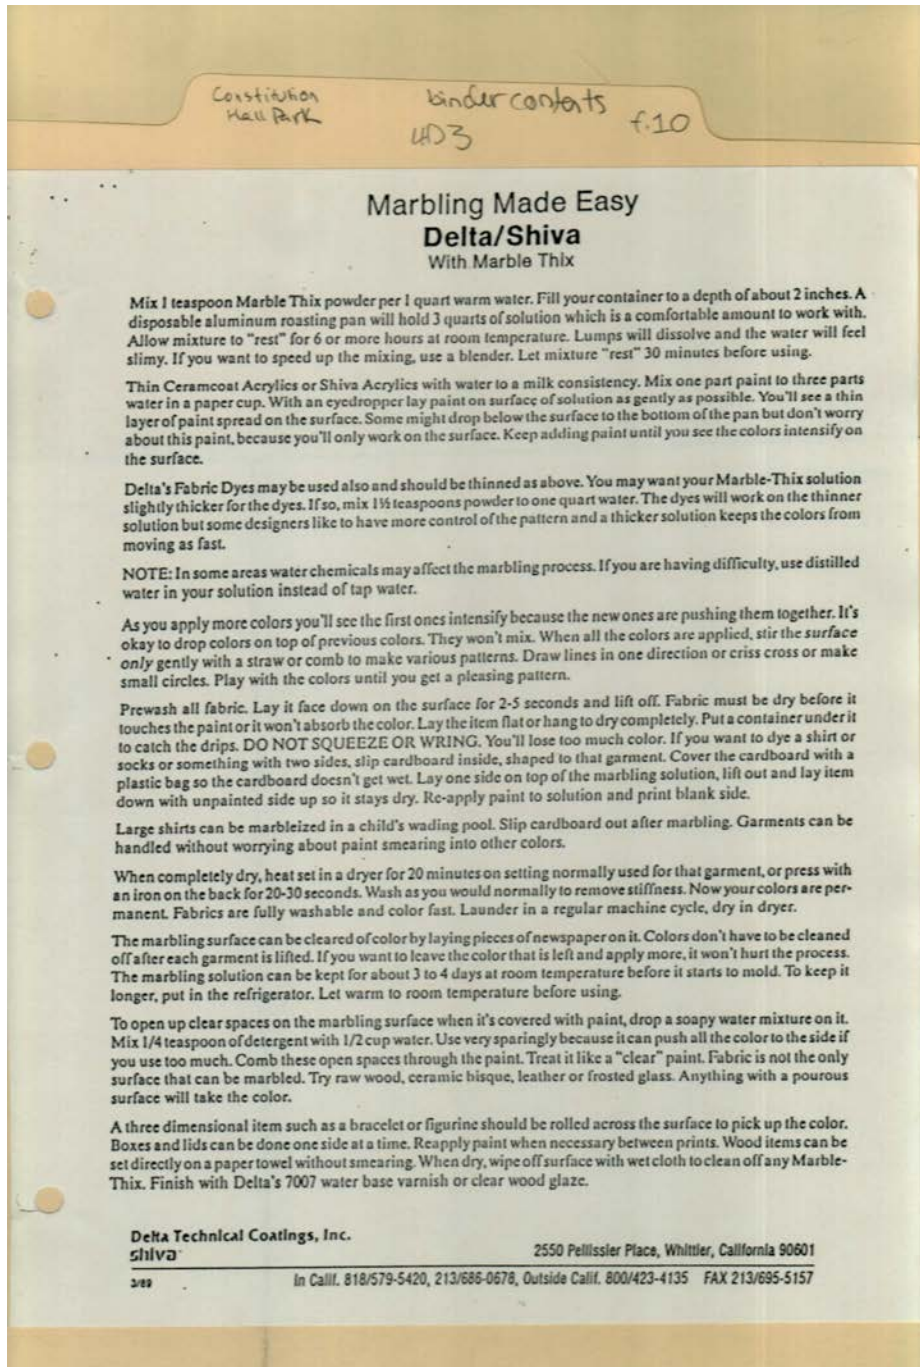 Constitution
Hall Park
binder contents
4D3
f.10
Marbling Made Easy
Delta/Shiva
With Marble Thix
Mix 1 teaspoon Marble Thix powder per 1 quart warm water. Fill your container to a depth of about 2 inches. A
disposable aluminum roasting pan will hold 3 quarts of solution which is a comfortable amount to work with.
Allow mixture to "rest" for 6 or more hours at room temperature. Lumps will dissolve and the water will feel
slimy. If you want to speed up the mixing, use a blender. Let mixture "rest" 30 minutes before using.
Thin Ceramcoat Acrylics or Shiva Acrylics with water to a milk consistency. Mix one part paint to three parts
water in a paper cup. With an eyedropper lay paint on surface of solution as gently as possible. You'll see a thin
layer of paint spread on the surface. Some might drop below the surface to the bottom of the pan but don't worry
about this paint, because you'll only work on the surface. Keep adding paint until you see the colors intensify on
the surface.
Delta's Fabric Dyes may be used also and should be thinned as above. You may want your Marble-Thix solution
slightly thicker for the dyes. If so, mix 1½ teaspoons powder to one quart water. The dyes will work on the thinner
solution but some designers like to have more control of the pattern and a thicker solution keeps the colors from
moving as fast.
NOTE: In some areas water chemicals may affect the marbling process. If you are having difficulty, use distilled
water in your solution instead of tap water.
As you apply more colors you'll see the first ones intensify because the new ones are pushing them together. It's
okay to drop colors on top of previous colors. They won't mix. When all the colors are applied, stir the surface
only gently with a straw or comb to make various patterns. Draw lines in one direction or criss cross or make
small circles. Play with the colors until you get a pleasing pattern.
Prewash all fabric. Lay it face down on the surface for 2-5 seconds and lift off. Fabric must be dry before it
touches the paint or it won't absorb the color. Lay the item flat or hang to dry completely. Put a container under it
to catch the drips. DO NOT SQUEEZE OR WRING. You'll lose too much color. If you want to dye a shirt or
socks or something with two sides, slip cardboard inside, shaped to that garment. Cover the cardboard with a
plastic bag so the cardboard doesn't get wet. Lay one side on top of the marbling solution, lift out and lay item
down with unpainted side up so it stays dry. Re-apply paint to solution and print blank side.
Large shirts can be marbleized in a child's wading pool. Slip cardboard out after marbling. Garments can be
handled without worrying about paint smearing into other colors.
When completely dry, heat set in a dryer for 20 minutes on setting normally used for that garment, or press with
an iron on the back for 20-30 seconds. Wash as you would normally to remove stiffness. Now your colors are per-
manent. Fabrics are fully washable and color fast. Launder in a regular machine cycle, dry in dryer.
The marbling surface can be cleared of color by laying pieces of newspaper on it. Colors don't have to be cleaned
off after each garment is lifted. If you want to leave the color that is left and apply more, it won't hurt the process.
The marbling solution can be kept for about 3 to 4 days at room temperature before it starts to mold. To keep it
longer, put in the refrigerator. Let warm to room temperature before using.
To open up clear spaces on the marbling surface when it's covered with paint, drop a soapy water mixture on it.
Mix 1/4 teaspoon of detergent with 1/2 cup water. Use very sparingly because it can push all the color to the side if
you use too much. Comb these open spaces through the paint. Treat it like a "clear" paint. Fabric is not the only
surface that can be marbled. Try raw wood, ceramic bisque, leather or frosted glass. Anything with a pourous
surface will take the color.
A three dimensional item such as a bracelet or figurine should be rolled across the surface to pick up the color.
Boxes and lids can be done one side at a time. Reapply paint when necessary between prints. Wood items can be
set directly on a paper towel without smearing. When dry, wipe off surface with wet cloth to clean off any Marble-
Thix. Finish with Delta's 7007 water base varnish or clear wood glaze.
Delta Technical Coatings, Inc.
shiva
2550 Pellissier Place, Whittier, California 90601
3/89
In Calif. 818/579-5420, 213/686-0678, Outside Calif. 800/423-4135 FAX 213/695-5157